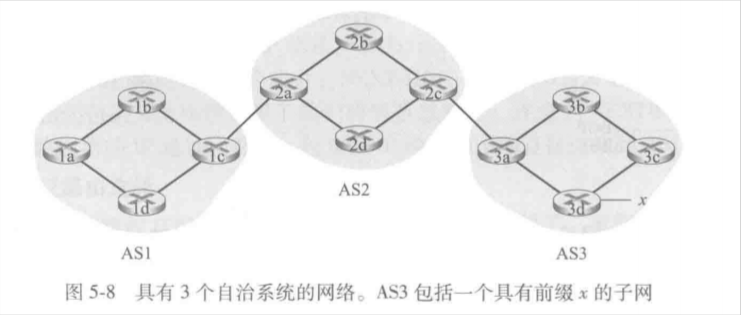 2b
1b
2a
2c
3b
1a
1c
2d
3a
3c
1d
AS2
3d
x
AS1
AS3
图 5-8 具有 3 个自治系统的网络。AS3 包括一个具有前缀 x 的子网